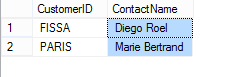 CustomerID ContactName
1 FISSA Diego Roel
2 PARIS Marie Bertrand